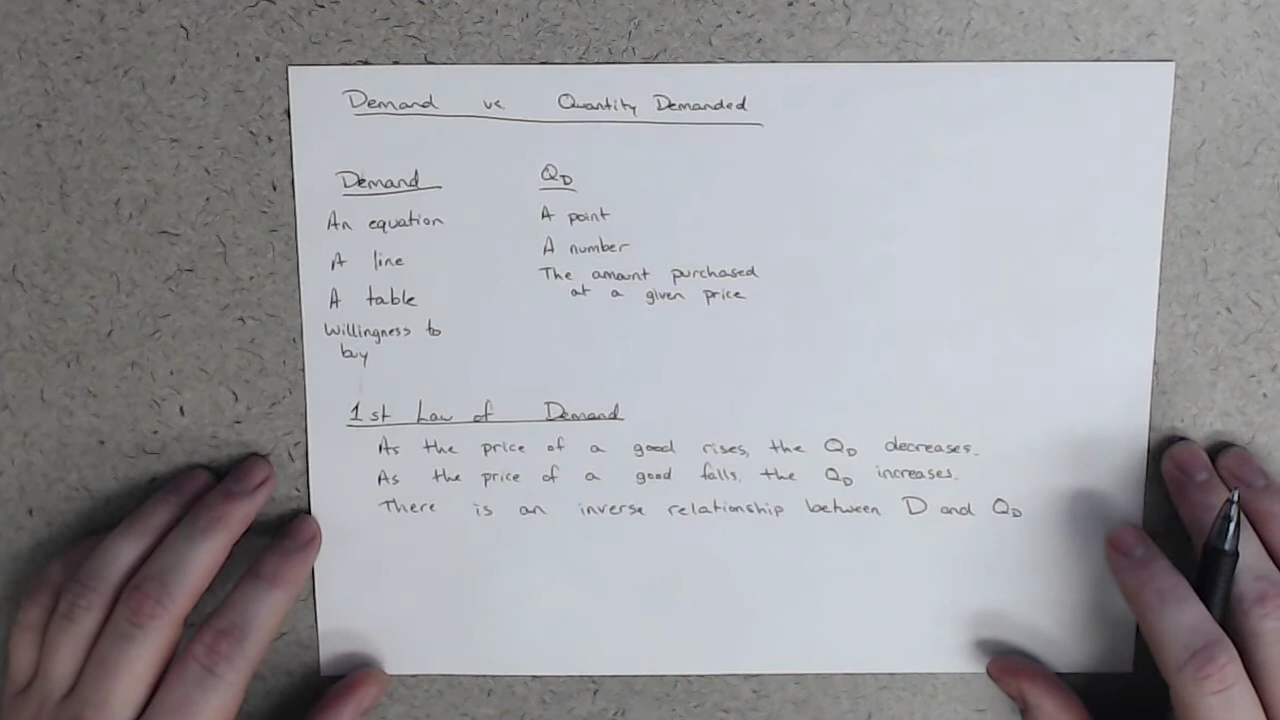 Demand vs Quantity Demanded
Demand
An equation
A line
A table
Willingness to
buy
QD
A point
A number
The amount purchased
at a given price
1st Law of Demand
As the price of a good rises, the QD decreases.
As the price of a good falls, the QD increases.
There is an inverse relationship between D and QD